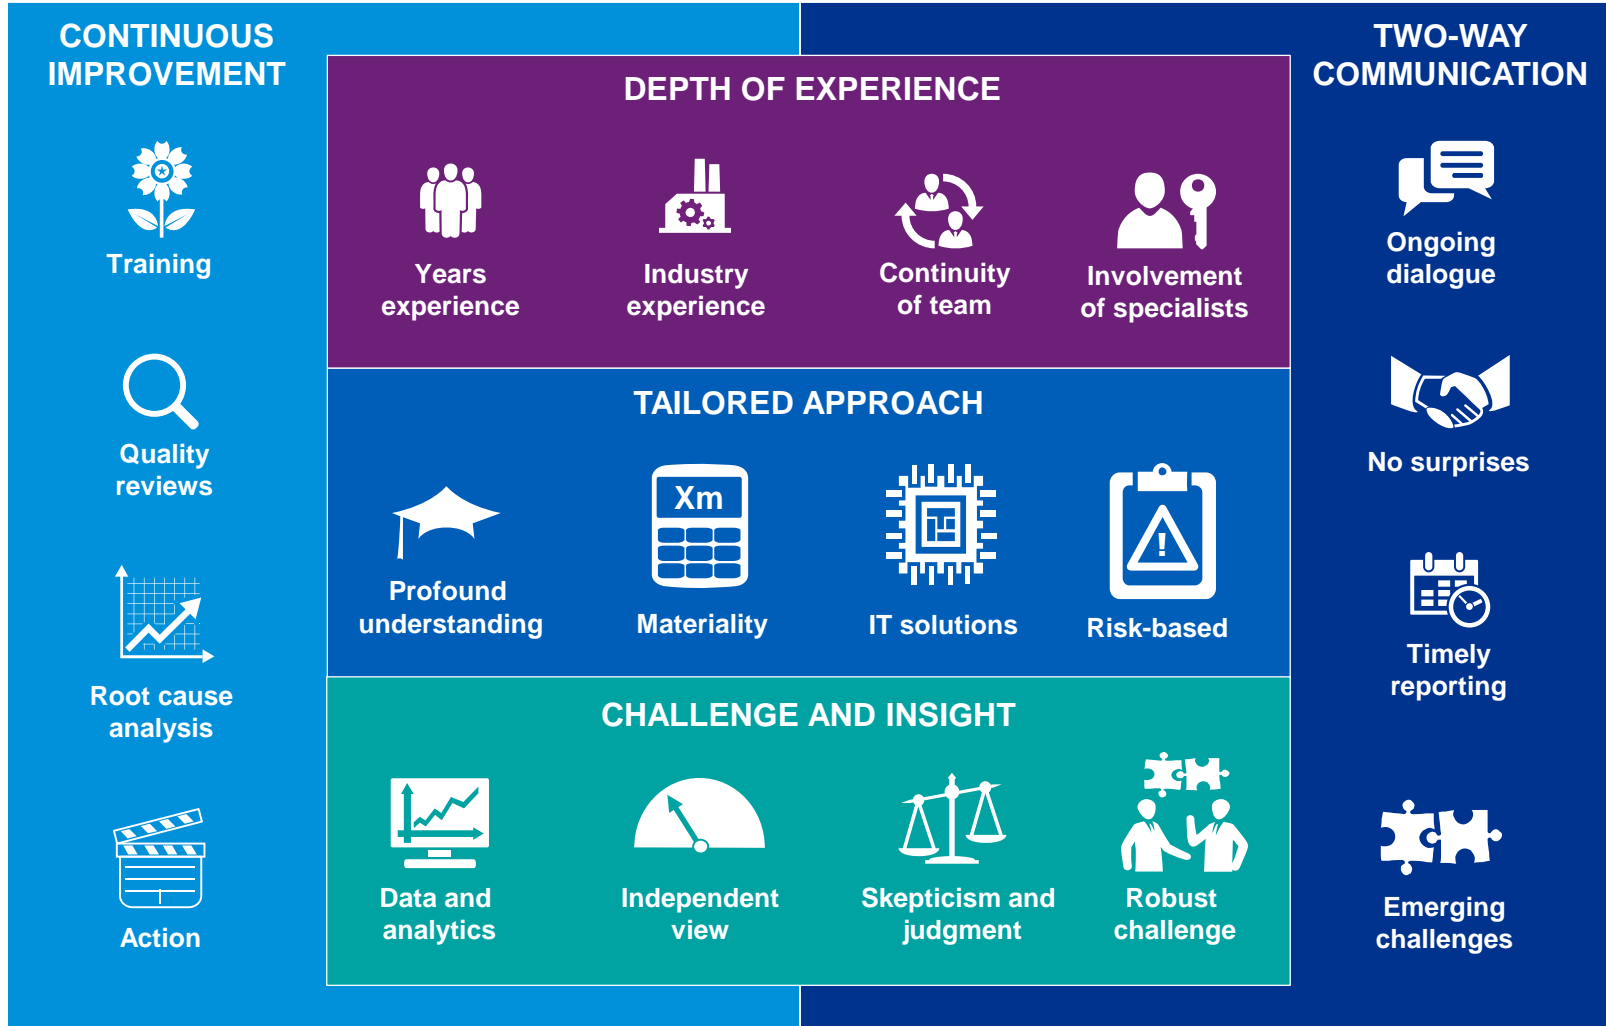 CONTINUOUS
IMPROVEMENT
Training
Quality
reviews
Root cause
analysis
Action
DEPTH OF EXPERIENCE
Years
experience
Industry
experience
Continuity
of team
Involvement
of specialists
TAILORED APPROACH
Profound
understanding
Xm
Materiality
IT solutions
!
Risk-based
CHALLENGE AND INSIGHT
Data and
analytics
Independent
view
Skepticism and
judgment
Robust
challenge
TWO-WAY
COMMUNICATION
Ongoing
dialogue
No surprises
Timely
reporting
Emerging
challenges